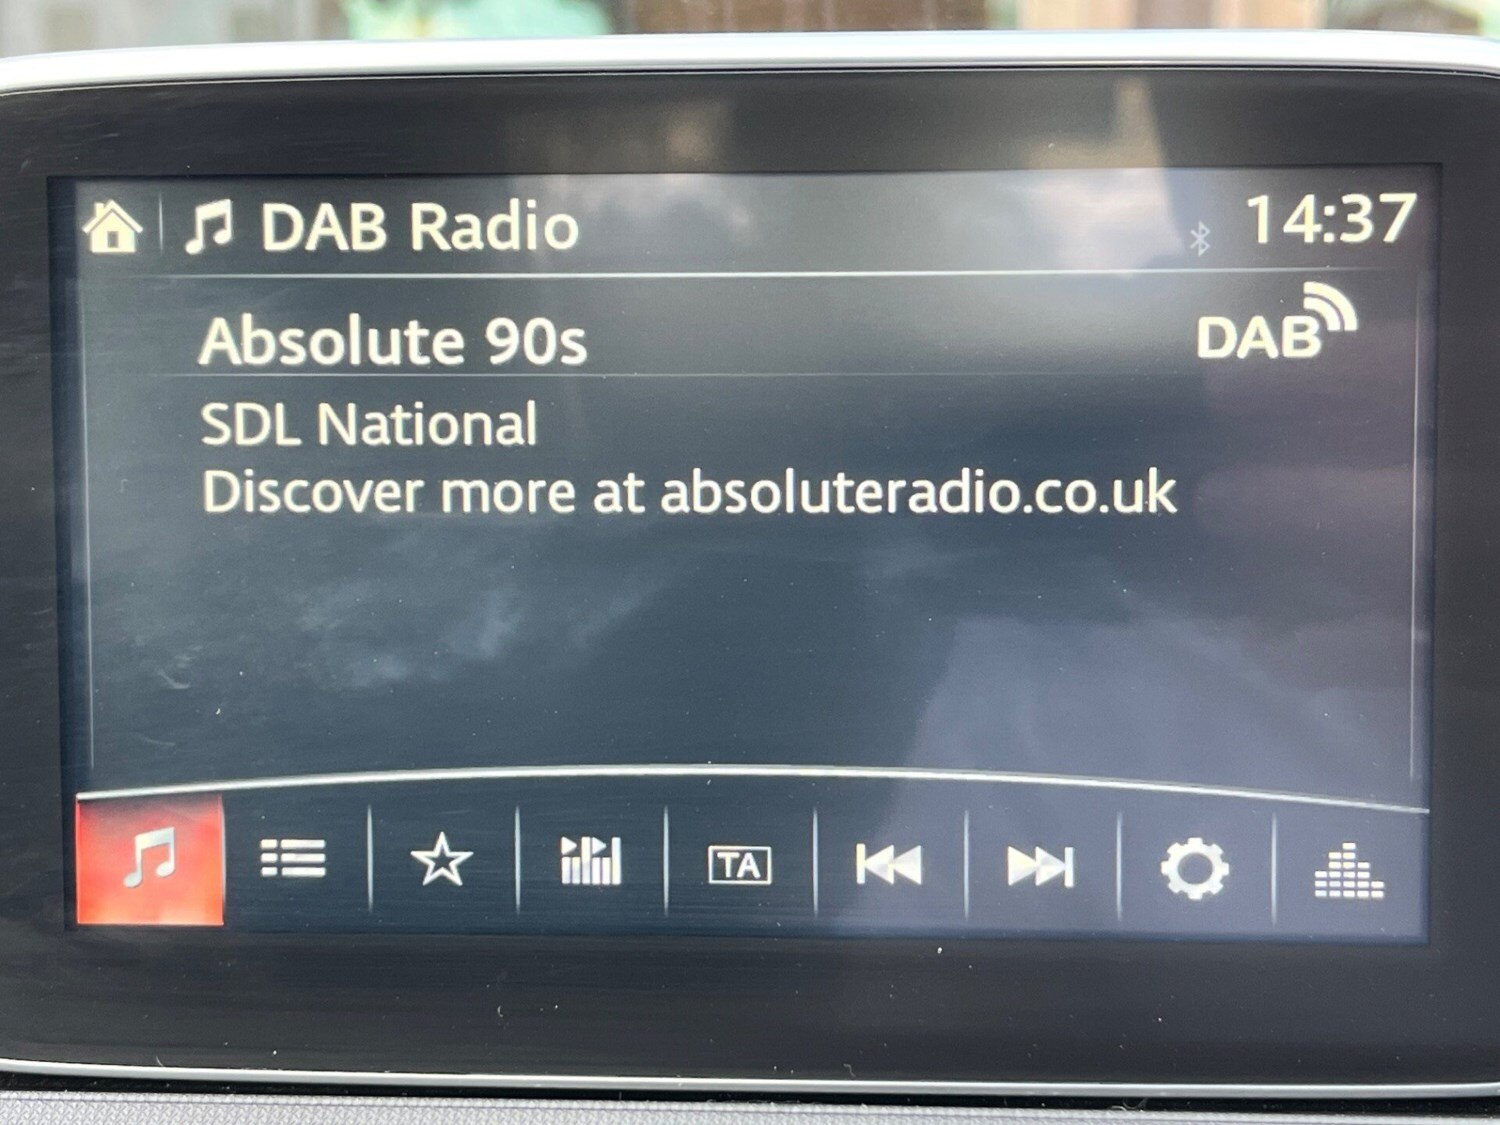 DAB Radio
14:37
Absolute 90s
DAB
SDL National
Discover more at absoluteradio.co.uk
TA